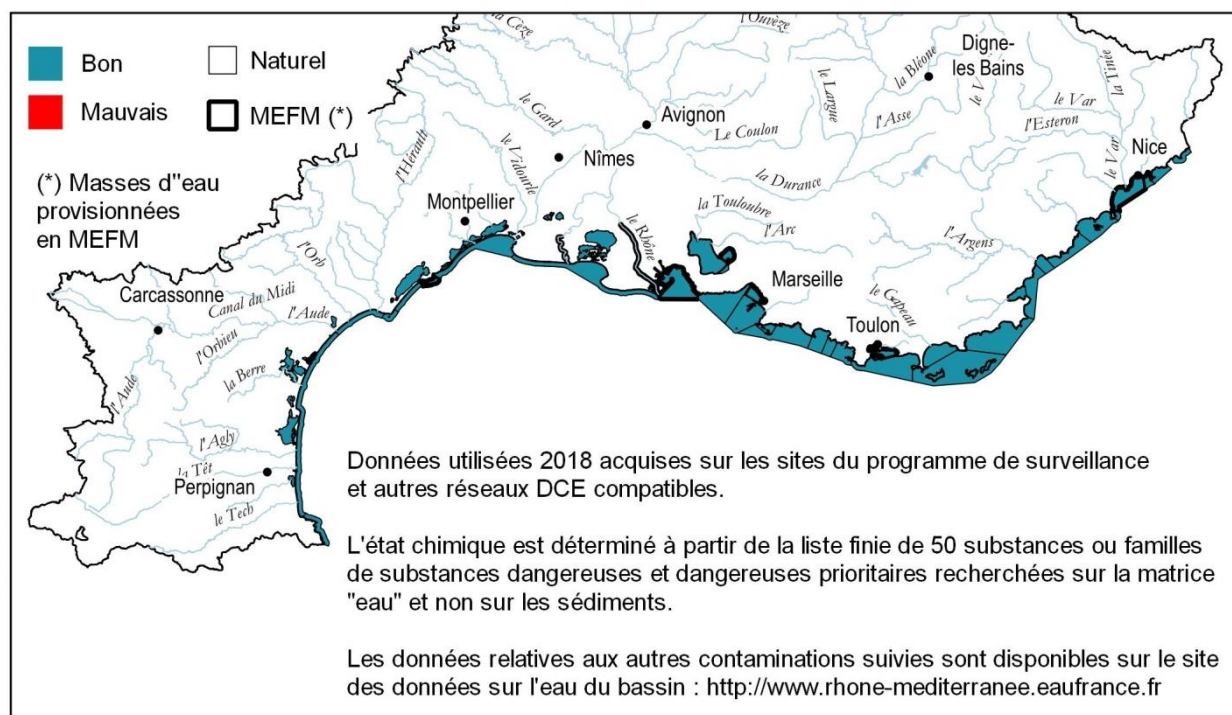 Bon
Naturel
Mauvais
MEFM (*)
(*) Masses d''eau
provisionnées
en MEFM
la Cèze
l'Ouvèze
le Gard
le Vidourle
l'Hérault
Nîmes
Avignon
Le Coulon
le Largue
la Bléone
Digne-
les Bains
le V
la Tinée
le Var
l'Esteron
l'Asse
le Var
Nice
la Durance
la Touloubre
l'Arc
le Rhône
l'Argens
Montpellier
l'Orb
Marseille
le Gapeau
Toulon
Carcassonne
Canal du Midi
l'Aude
l'Orbieu
la Berre
l'Aude
l'Agly
la Têt
Perpignan
le Tech
Données utilisées 2018 acquises sur les sites du programme de surveillance
et autres réseaux DCE compatibles.
L'état chimique est déterminé à partir de la liste finie de 50 substances ou familles
de substances dangereuses et dangereuses prioritaires recherchées sur la matrice
"eau" et non sur les sédiments.
Les données relatives aux autres contaminations suivies sont disponibles sur le site
des données sur l'eau du bassin : http://www.rhone-mediterranee.eaufrance.fr